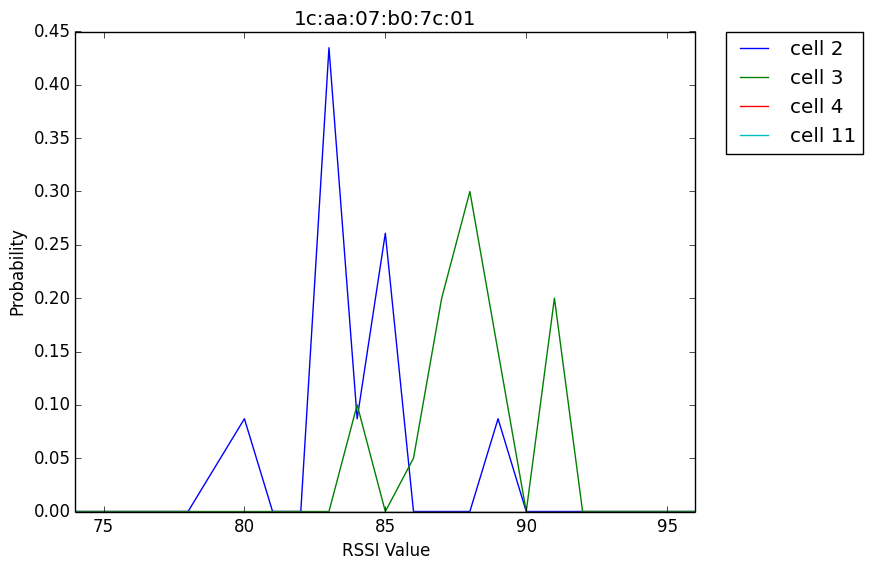 1c:aa:07:b0:7c:01
0.45
0.40
0.35
0.30
0.25
0.20
0.15
0.10
0.05
0.00
Probability
75 80 85 90 95
RSSI Value
cell 2
cell 3
cell 4
cell 11